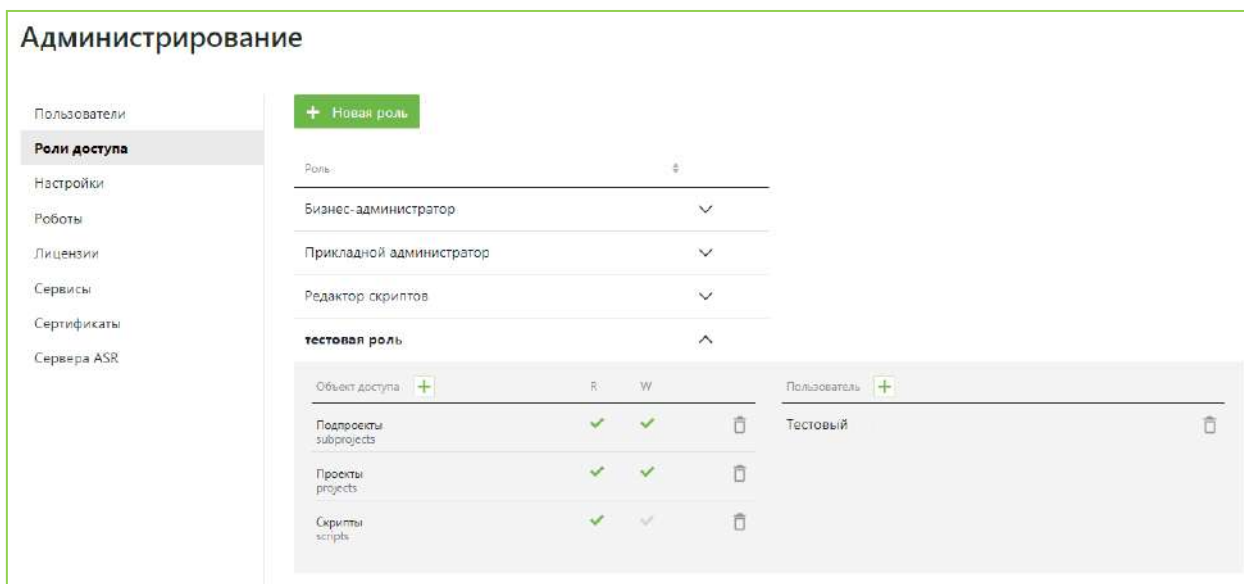 Администрирование
Пользователи
Роли доступа
Настройки
Роботы
Лицензии
Сервисы
Сертификаты
Сервера ASR
+ Новая роль
Роль
Бизнес-администратор
Прикладной администратор
Редактор скриптов
тестовая роль
Объект доступа + R W
Подпроекты
subprojects
Проекты
projects
Скрипты
scripts
Пользователь +
Тестовый